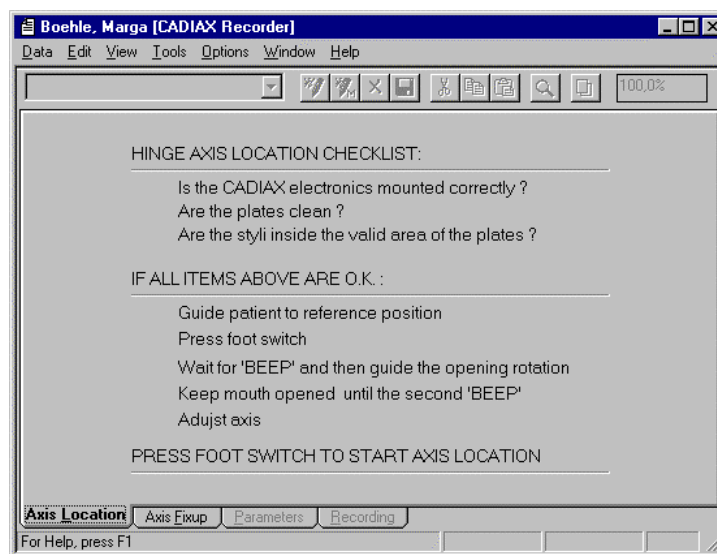 Boehle, Marga [CADIAX Recorder]
Data Edit View Tools Options Window Help
100,0%
HINGE AXIS LOCATION CHECKLIST:
Is the CADIAX electronics mounted correctly ?
Are the plates clean ?
Are the styli inside the valid area of the plates ?
IF ALL ITEMS ABOVE ARE O.K. :
Guide patient to reference position
Press foot switch
Wait for 'BEEP' and then guide the opening rotation
Keep mouth opened until the second 'BEEP'
Adujst axis
PRESS FOOT SWITCH TO START AXIS LOCATION
Axis Location Axis Fixup Parameters Recording
For Help, press F1